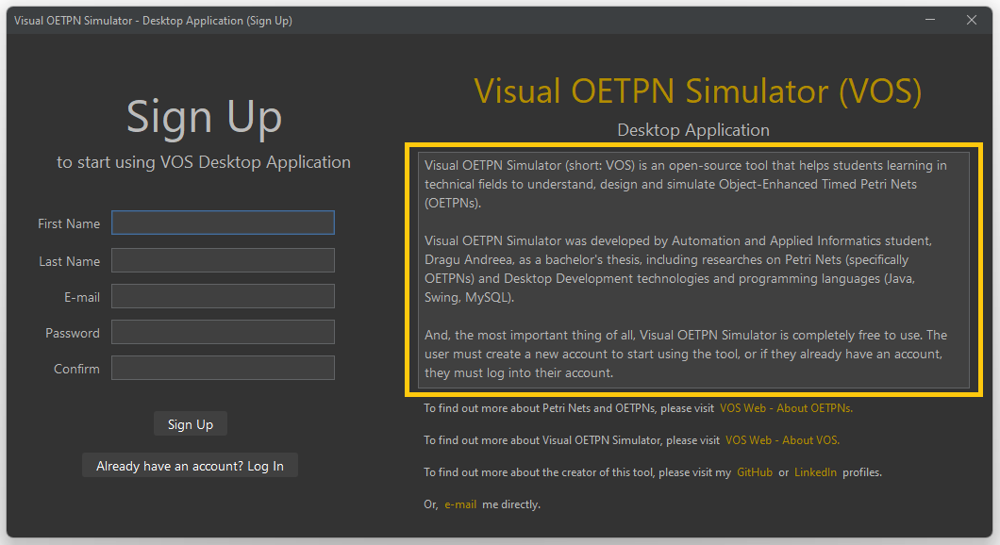 Visual OETPN Simulator - Desktop Application (Sign Up)
Sign Up
to start using VOS Desktop Application
First Name
Last Name
E-mail
Password
Confirm
Sign Up
Already have an account? Log In
Visual OETPN Simulator (VOS)
Desktop Application
Visual OETPN Simulator (short: VOS) is an open-source tool that helps students learning in
technical fields to understand, design and simulate Object-Enhanced Timed Petri Nets
(OETPNs).
Visual OETPN Simulator was developed by Automation and Applied Informatics student,
Dragu Andreea, as a bachelor's thesis, including researches on Petri Nets (specifically
OETPNs) and Desktop Development technologies and programming languages (Java,
Swing, MySQL).
And, the most important thing of all, Visual OETPN Simulator is completely free to use. The
user must create a new account to start using the tool, or if they already have an account,
they must log into their account.
To find out more about Petri Nets and OETPNs, please visit VOS Web - About OETPNs.
To find out more about Visual OETPN Simulator, please visit VOS Web - About VOS.
To find out more about the creator of this tool, please visit my GitHub or LinkedIn profiles.
Or, e-mail me directly.